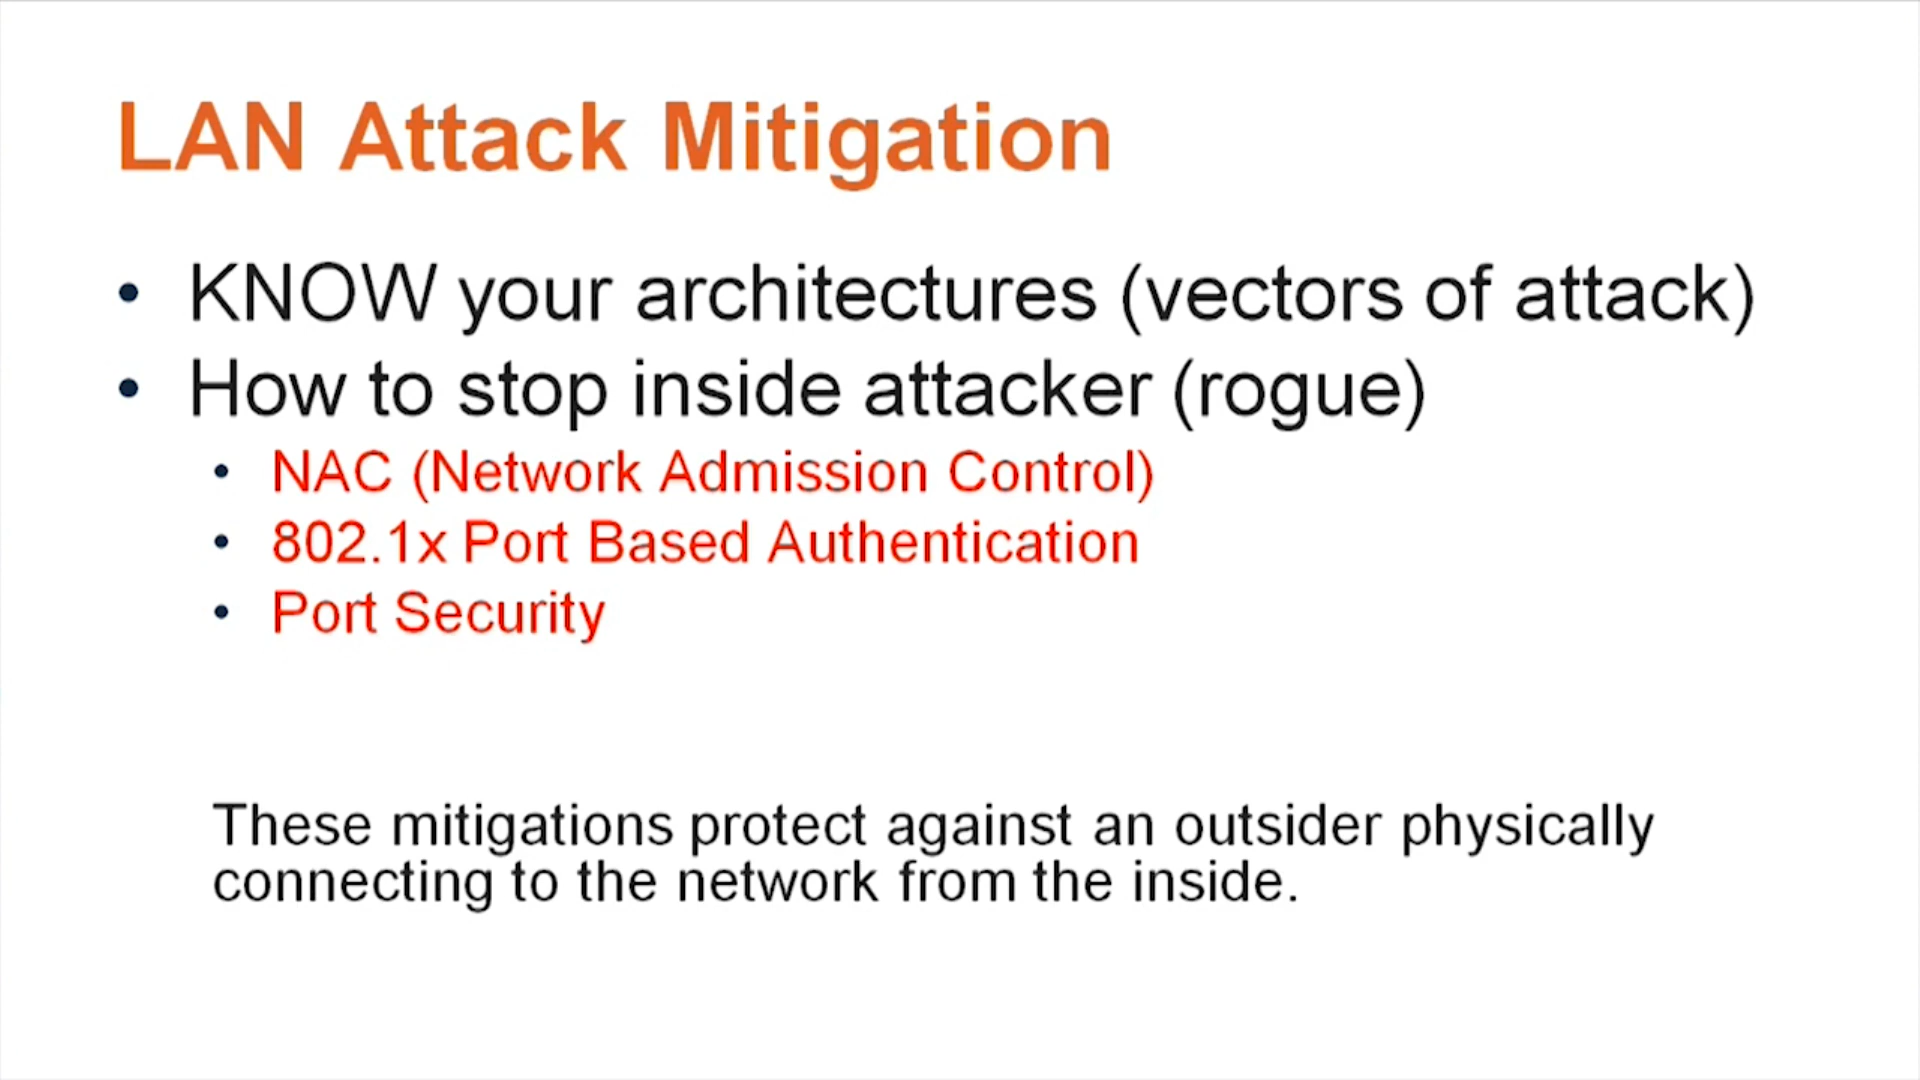 LAN Attack Mitigation
• KNOW your architectures (vectors of attack)
• How to stop inside attacker (rogue)
• NAC (Network Admission Control)
• 802.1x Port Based Authentication
• Port Security
These mitigations protect against an outsider physically
connecting to the network from the inside.